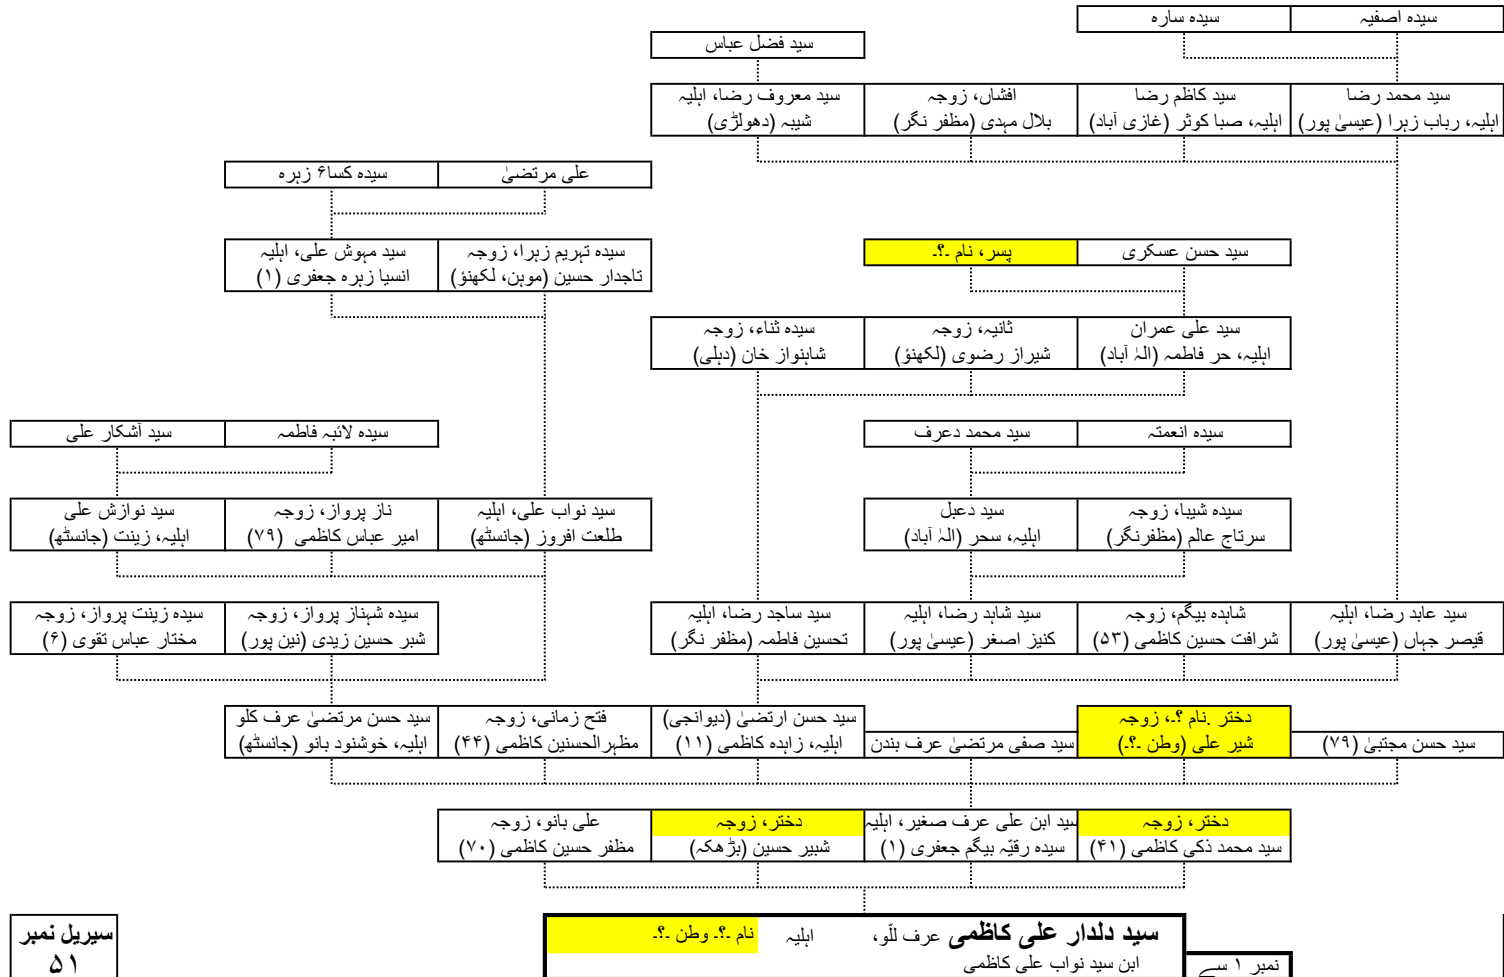 سیدہ اصفیہ
سیدہ سارہ
سید فضل عباس
سید محمد رضا
اہلیہ، رباب زہرا (عیسیٰ پور)
سید کاظم رضا
اہلیہ، صبا کوثر (غازی آباد)
افشاں، زوجہ
بلال مہدی (مظفر نگر)
سید معروف رضا، اہلیہ
شیبہ (دھولڑی)
علی مرتضیٰ
سیدہ کساء زہرہ
سید حسن عسکری
پسر، نام ۔؟۔
سیدہ تہریم زہرا، زوجہ
تاجدار حسین (موہن، لکھنؤ)
سید مہوش علی، اہلیہ
انسیا زہرہ جعفری (۱)
سید علی عمران
اہلیہ، حر فاطمہ (الہٰ آباد)
ثانیہ، زوجہ
شیراز رضوی (لکھنؤ)
سیدہ ثناء، زوجہ
شاہنواز خان (دہلی)
سیدہ انعمتہ
سید محمد دعرف
سیدہ لائبہ فاطمہ
سید آشکار علی
سیدہ شیبا، زوجہ
سرتاج عالم (مظفرنگر)
سید دعبل
اہلیہ، سحر (الہٰ آباد)
سید نواب علی، اہلیہ
طلعت افروز (جانسٹھ)
ناز پرواز، زوجہ
امیر عباس کاظمی (۷۹)
سید نوازش علی
اہلیہ، زینت (جانسٹھ)
سید عابد رضا، اہلیہ
قیصر جہاں (عیسیٰ پور)
شاہدہ بیگم، زوجہ
شرافت حسین کاظمی (۵۳)
سید شاہد رضا، اہلیہ
کنیز اصغر (عیسیٰ پور)
سید ساجد رضا، اہلیہ
تحسین فاطمہ (مظفر نگر)
سیدہ شہناز پرواز، زوجہ
شبر حسین زیدی (نین پور)
سیدہ زینت پرواز، زوجہ
مختار عباس تقوی (۶)
سید حسن مجتبیٰ (۷۹)
دختر .نام ؟۔، زوجہ
شیر علی (وطن ۔؟۔)
سید صفی مرتضیٰ عرف بندن
سید حسن ارتضیٰ (دیوانجی)
اہلیہ، زاہدہ کاظمی (۱۱)
فتح زمانی، زوجہ
مظہرالحسنین کاظمی (۴۴)
سید حسن مرتضیٰ عرف کلو
اہلیہ، خوشنود بانو (جانسٹھ)
دختر، زوجہ
سید محمد ذکی کاظمی (۴۱)
سید ابن علی عرف صغیر، اہلیہ
سیدہ رقیّہ بیگم جعفری (۱)
دختر، زوجہ
شبیر حسین (بڑھکہ)
علی بانو، زوجہ
مظفر حسین کاظمی (۷۰)
سید دلدار علی کاظمی عرف للّو، اہلیہ نام ۔؟۔ وطن ۔؟۔
ابن سید نواب علی کاظمی
نمبر ۱ سے
سیریل نمبر
۵۱